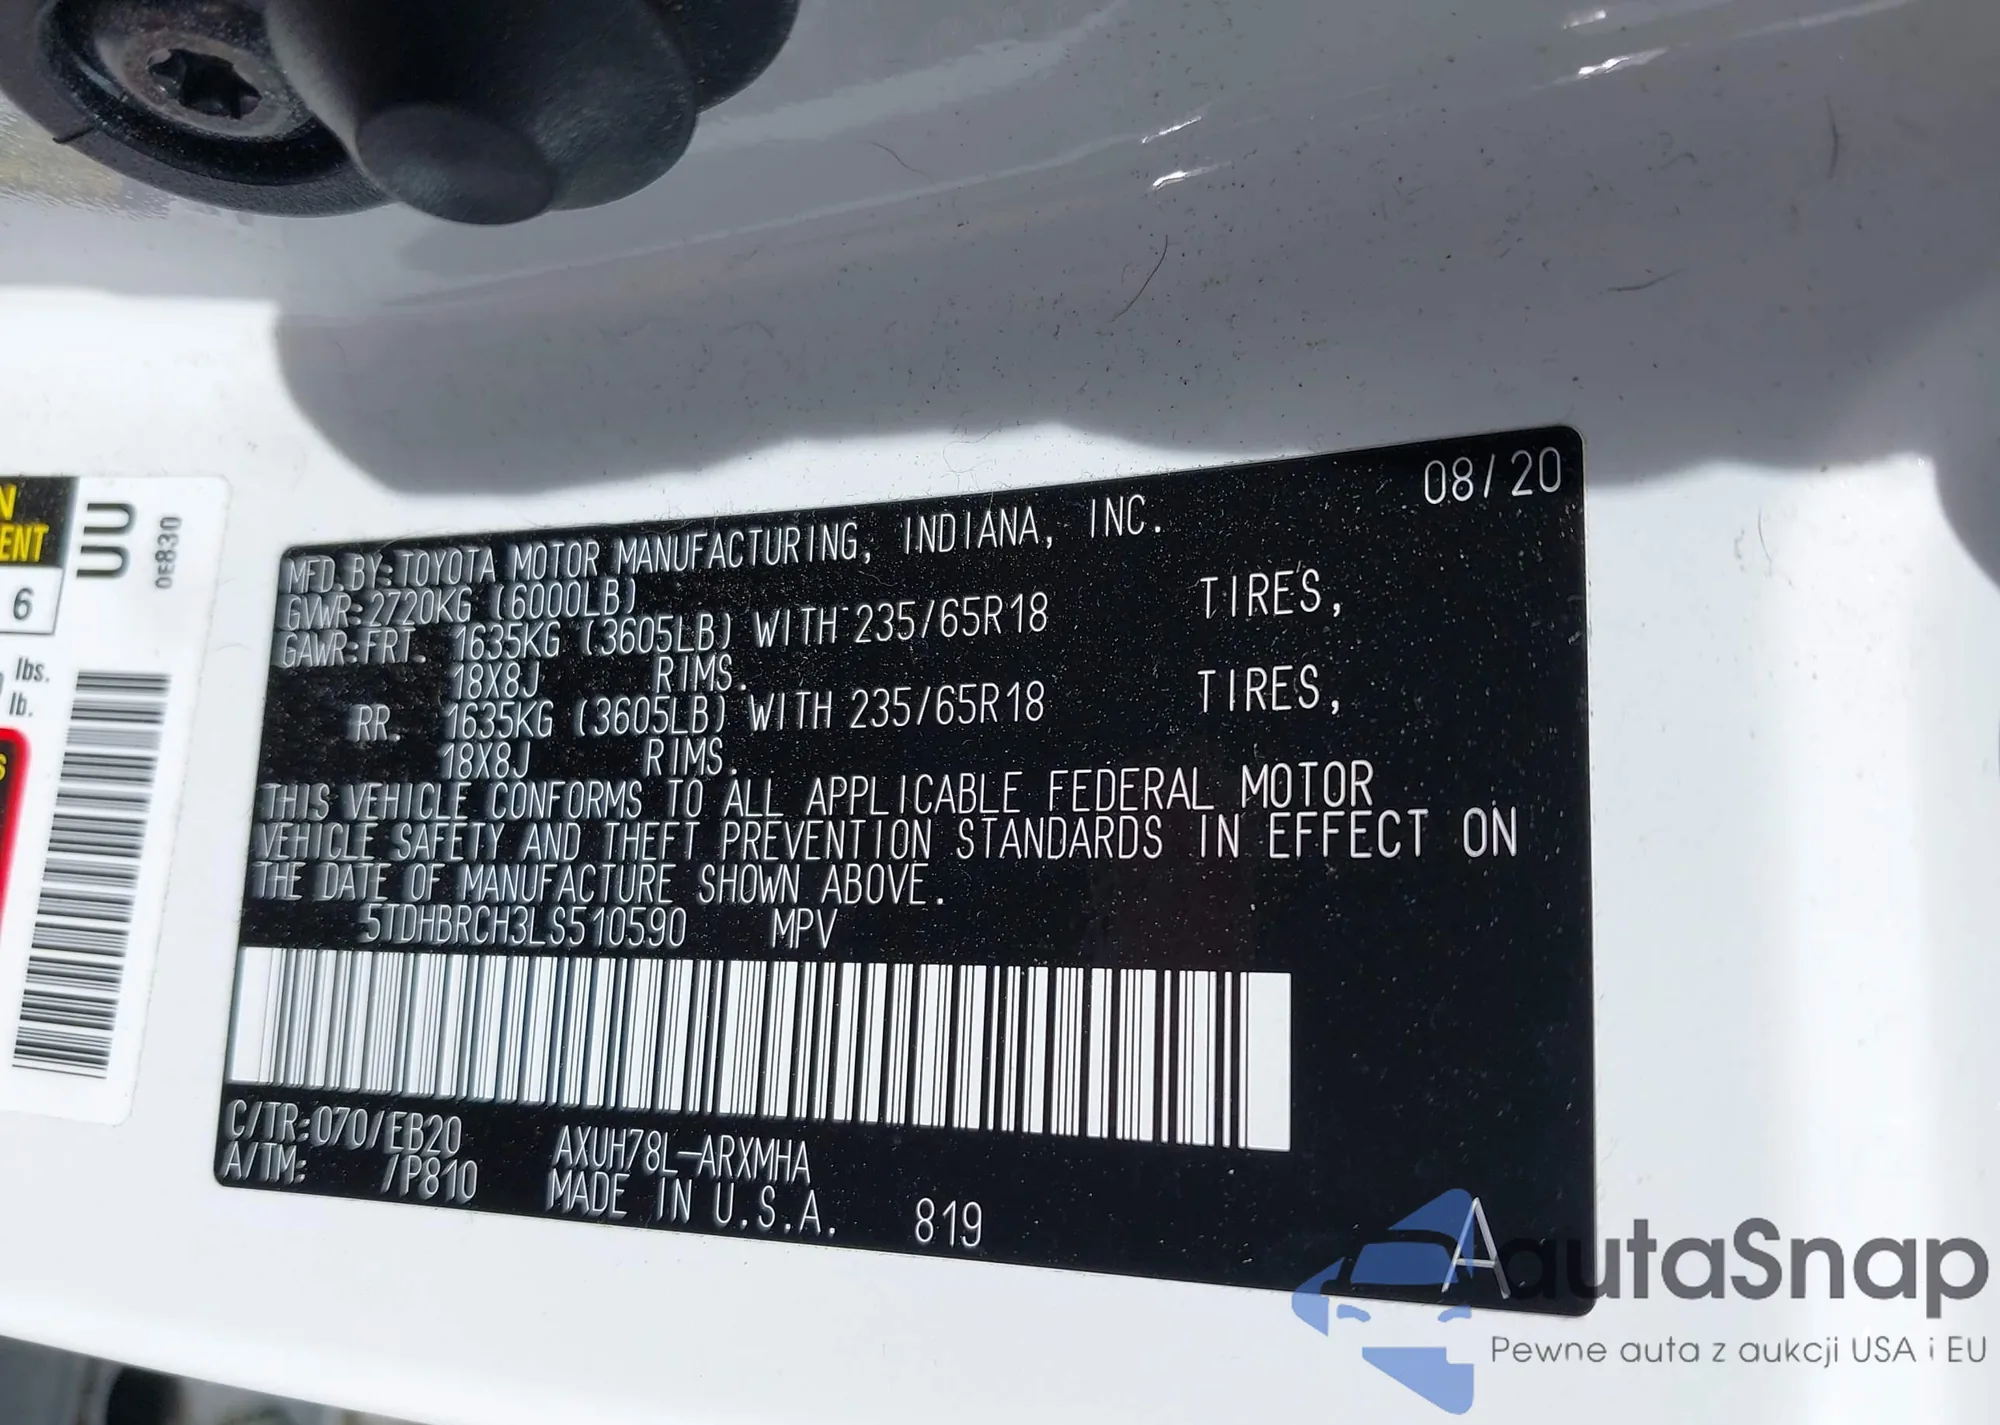 08/20
MFD. BY: TOYOTA MOTOR MANUFACTURING, INDIANA, INC.
GVWR: 2720KG (6000LB)
GAWR: FRT. 1635KG (3605LB) WITH 235/65R18 TIRES,
18X8J RIMS.
RR. 1635KG (3605LB) WITH 235/65R18 TIRES,
18X8J RIMS.
THIS VEHICLE CONFORMS TO ALL APPLICABLE FEDERAL MOTOR
VEHICLE SAFETY AND THEFT PREVENTION STANDARDS IN EFFECT ON
THE DATE OF MANUFACTURE SHOWN ABOVE.
5TDHBRCH3LS510590 MPV
C/TR: 070/EB20 AXUH78L-ARXMHA
A/TM: /P810 MADE IN U.S.A. 819
A
N
ENT
6
lbs.
lb.
S
UU
0E830
autaSnap
Pewne auta z aukcji USA i EU